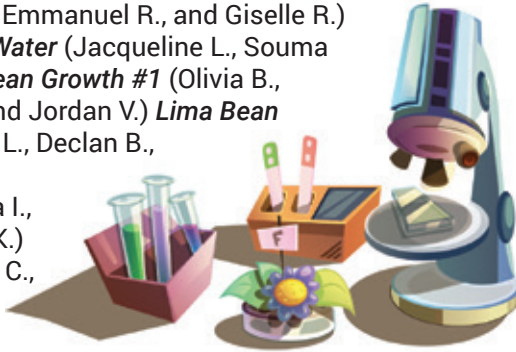 Emmanuel R., and Giselle R.)
Water (Jacqueline L., Souma
ean Growth #1 (Olivia B.,
nd Jordan V.) Lima Bean
L., Declan B.,
a I.,
K.)
C.,
F